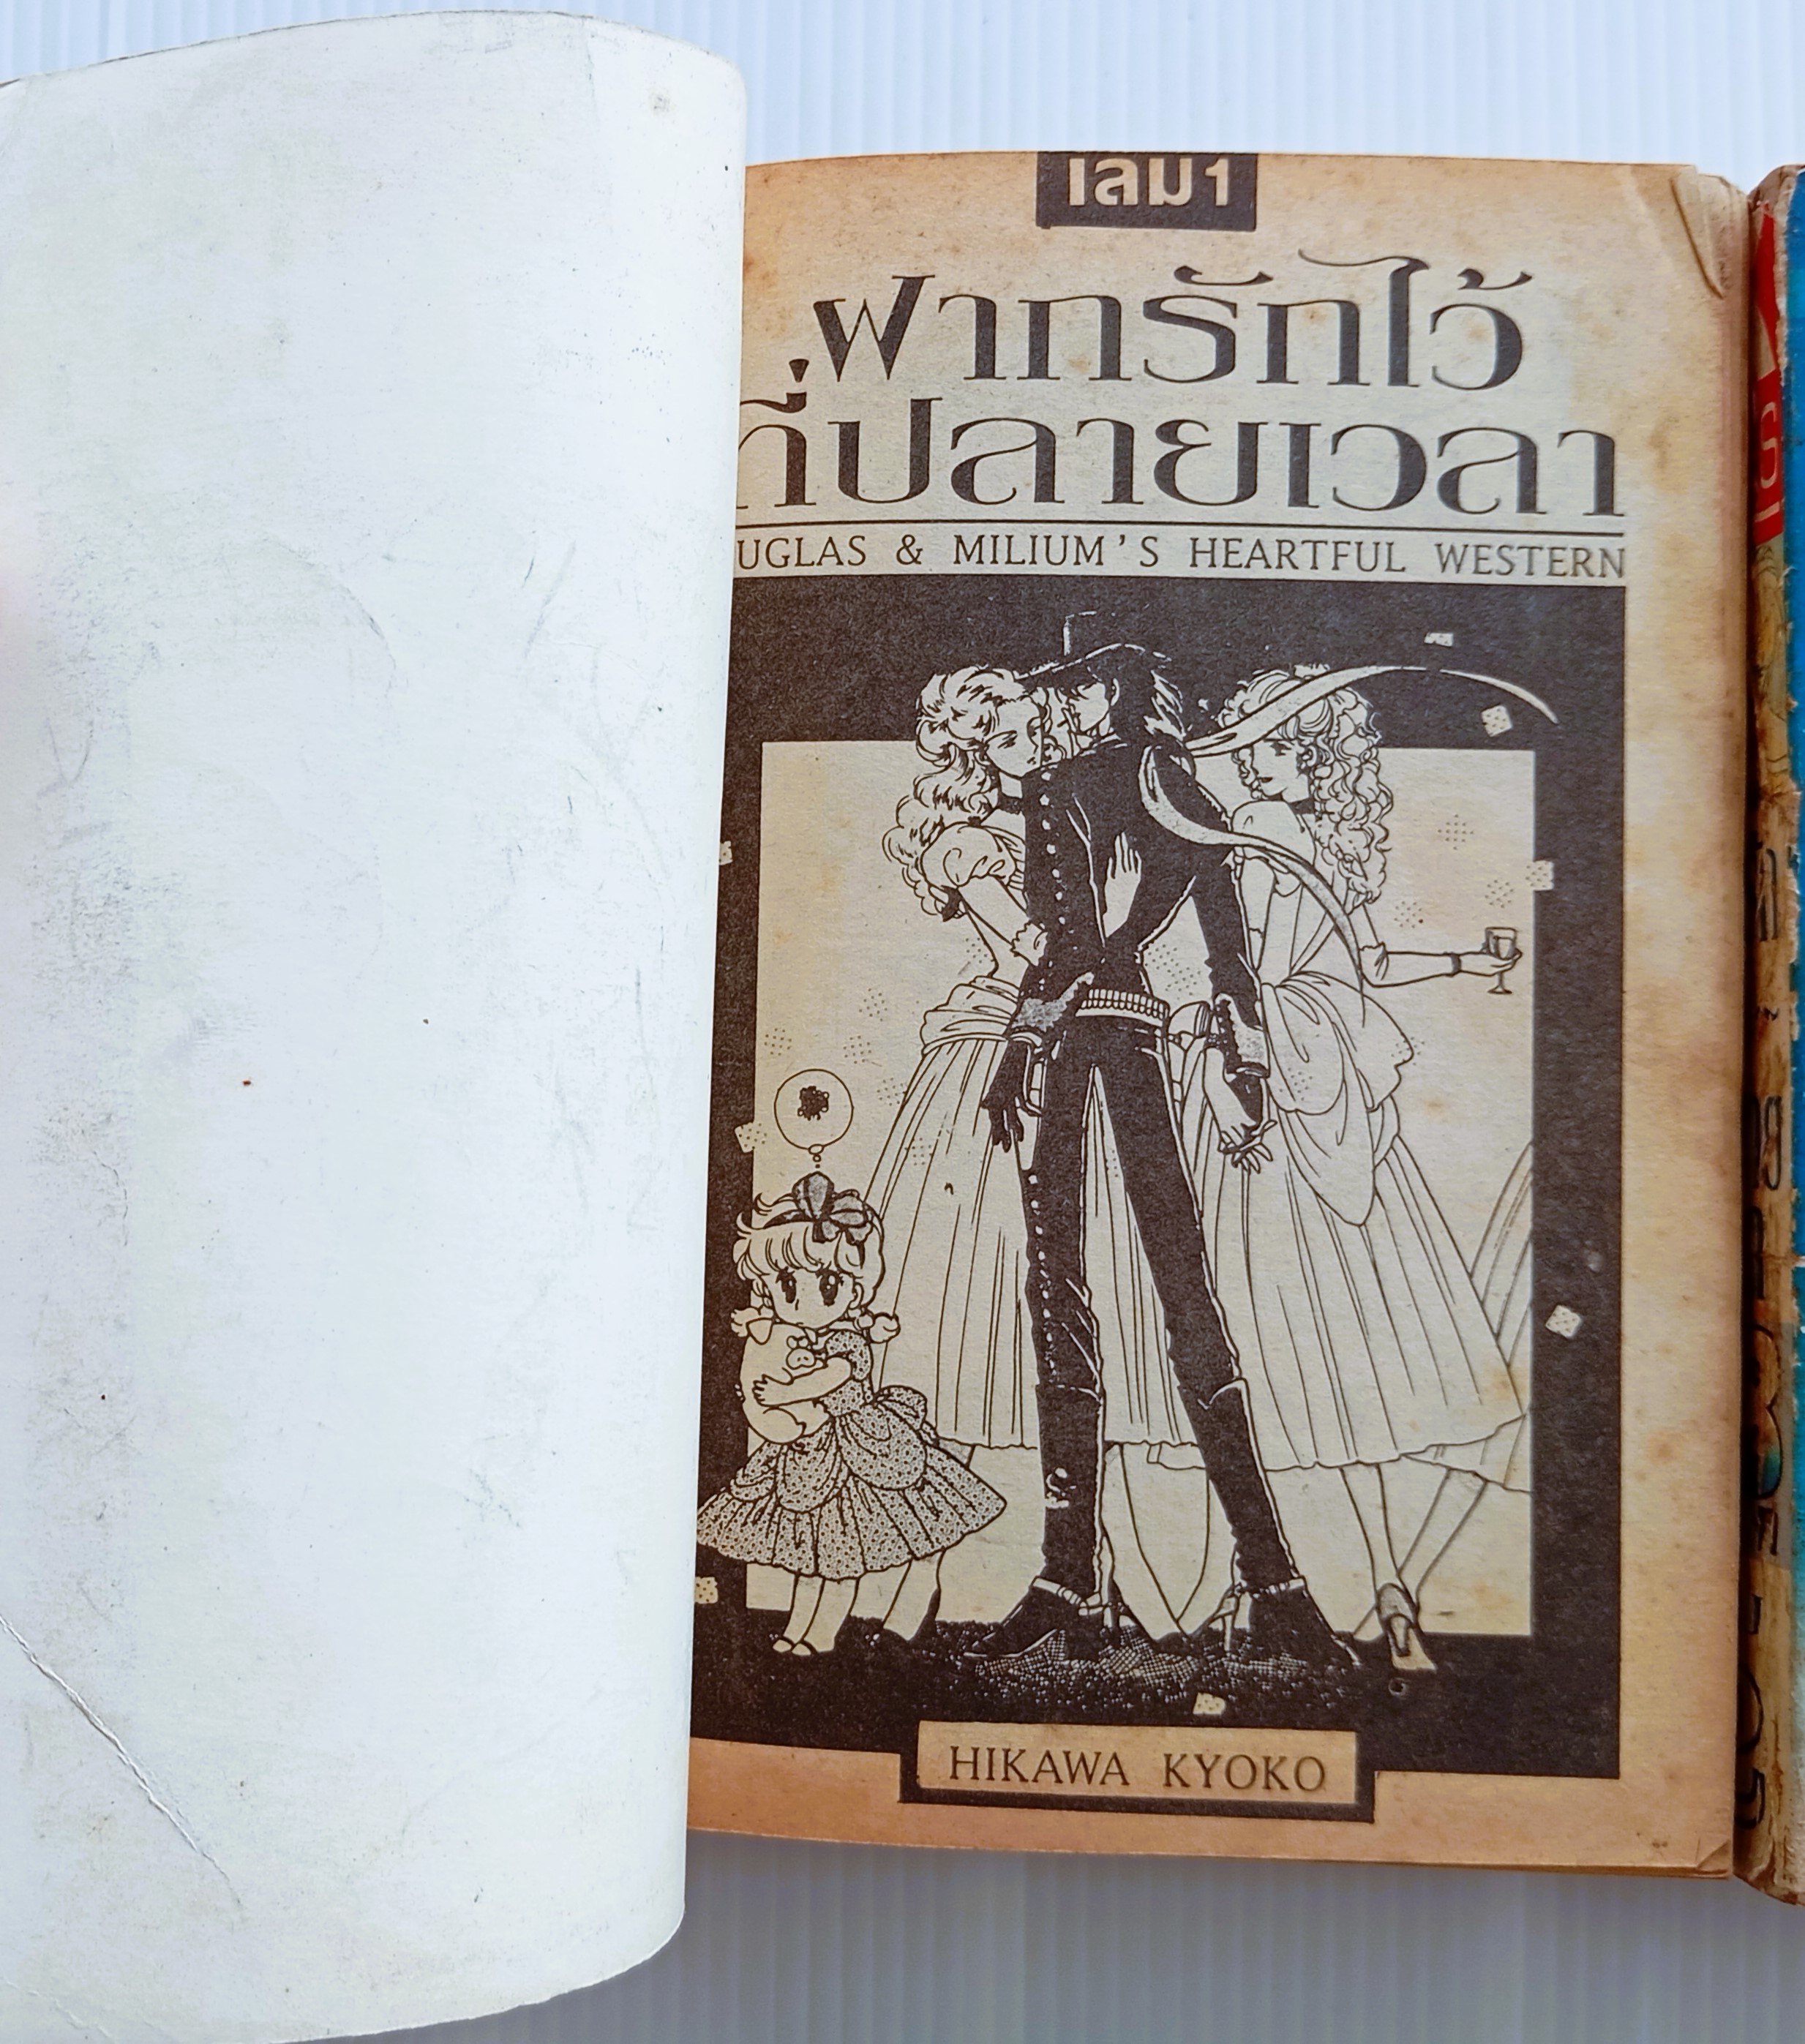 เล่ม 1
ฝากรักไว้
ที่ปลายเวลา
UGLAS & MILIUM'S HEARTFUL WESTERN
HIKAWA KYOKO